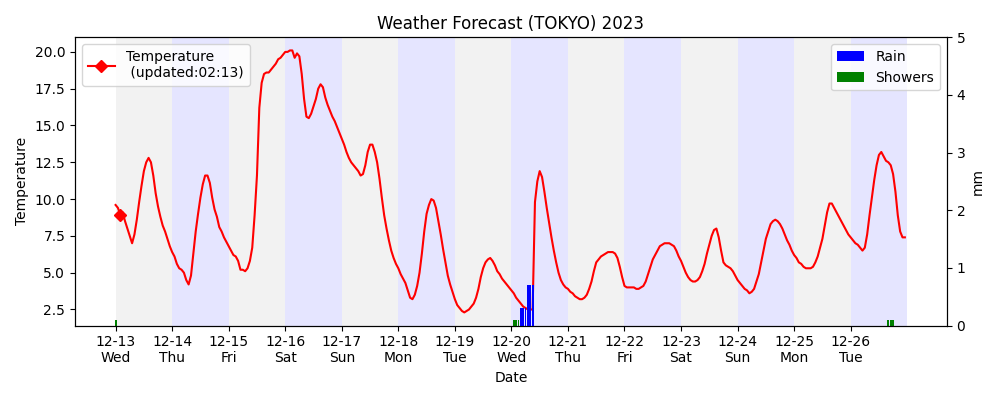 Weather Forecast (TOKYO) 2023
Temperature
(updated:02:13)
Rain
Showers
20.0
17.5
15.0
12.5
10.0
7.5
5.0
2.5
Temperature
5
4
3
2
1
0
mm
12-13 12-14 12-15 12-16 12-17 12-18 12-19 12-20 12-21 12-22 12-23 12-24 12-25 12-26
Wed Thu Fri Sat Sun Mon Tue Wed Thu Fri Sat Sun Mon Tue
Date